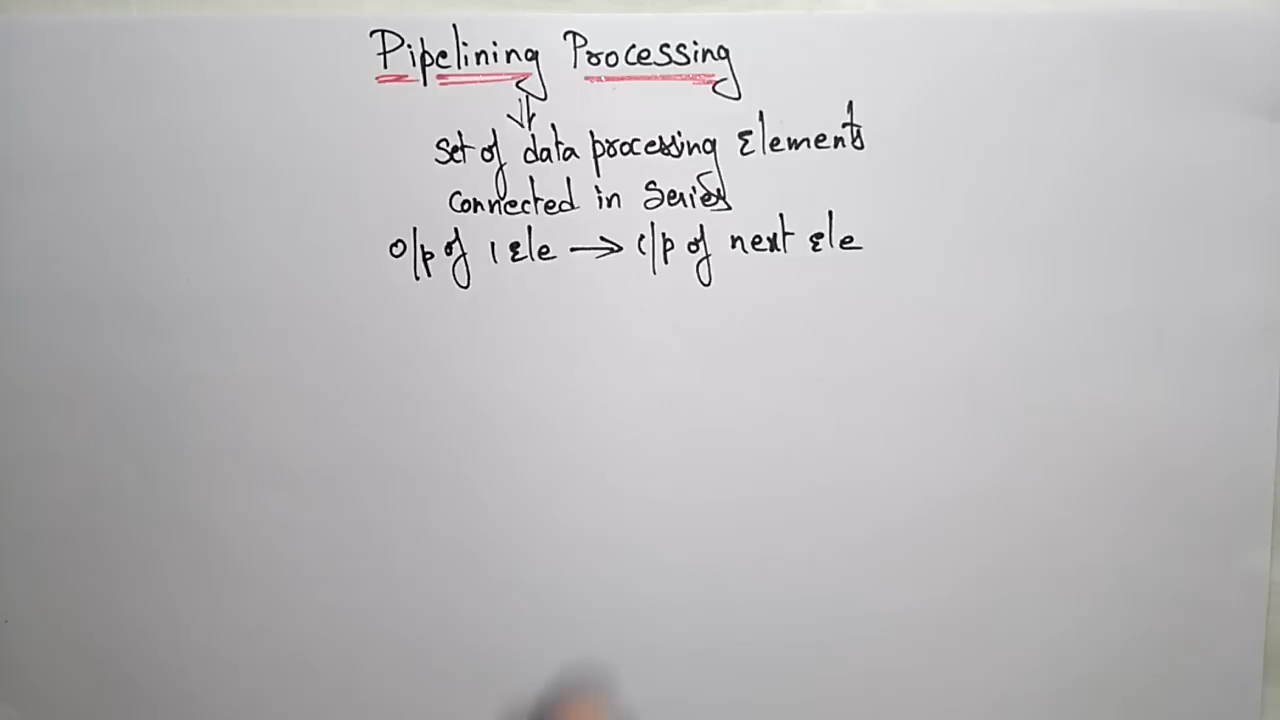 Pipelining Processing
set of data processing Elements
connected in Series
o/p of 1 Ele → i/p of next ele